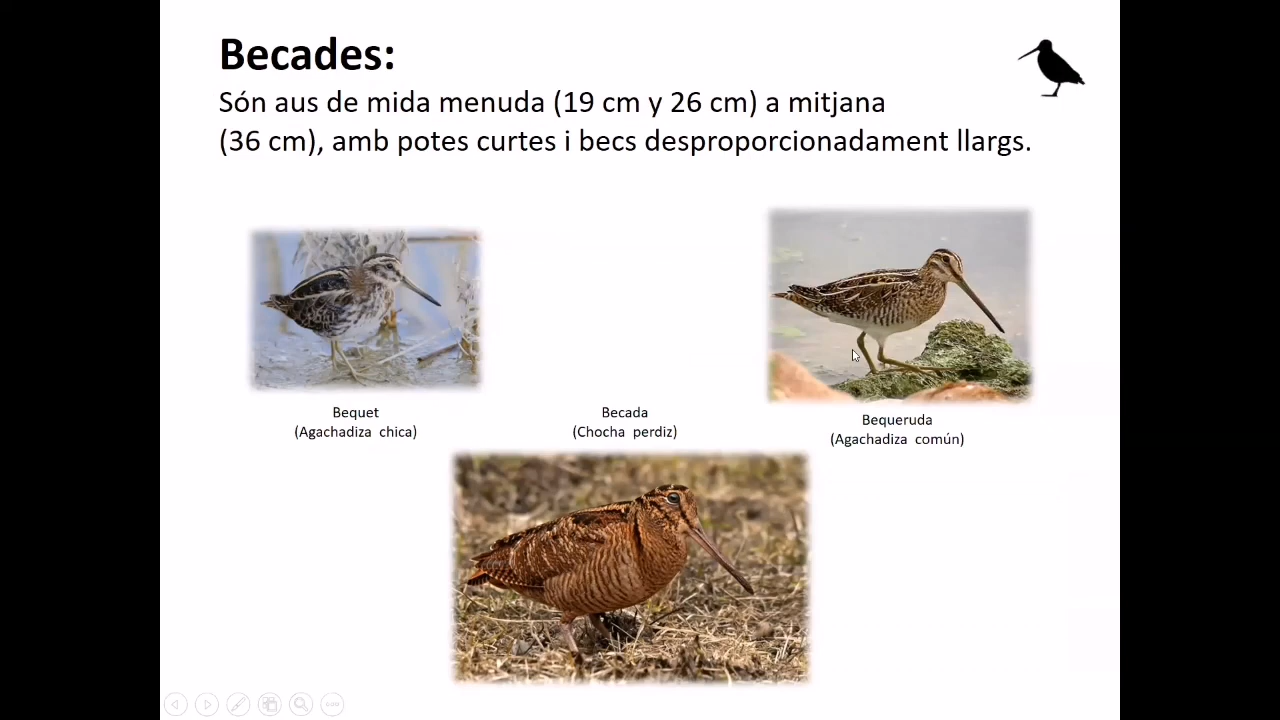 Becades:
Són aus de mida menuda (19 cm y 26 cm) a mitjana
(36 cm), amb potes curtes i becs desproporcionadament llargs.
Bequet
(Agachadiza chica)
Becada
(Chocha perdiz)
Bequeruda
(Agachadiza común)